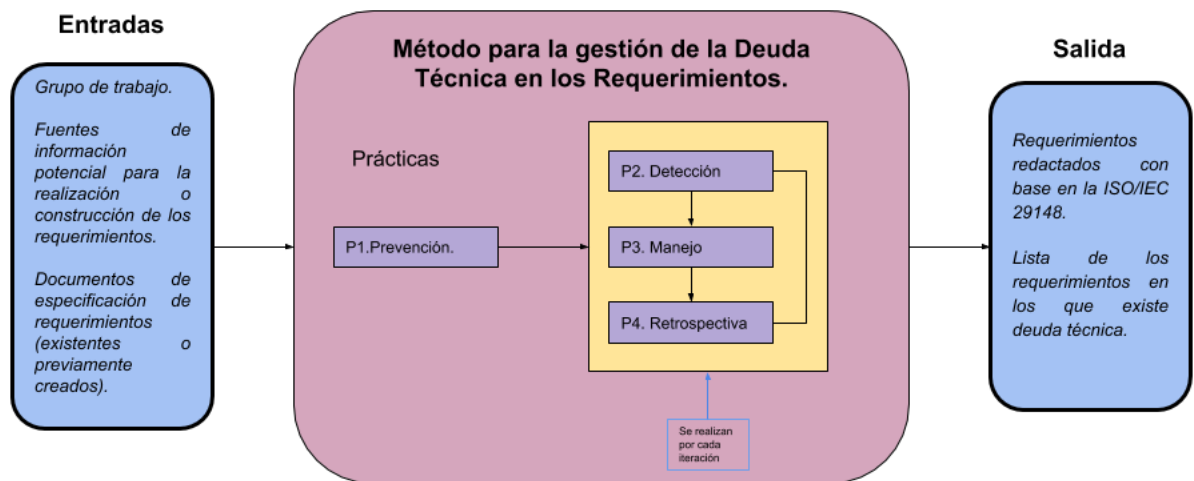 Entradas
Grupo de trabajo.
Fuentes de
información
potencial para la
realización o
construcción de los
requerimientos.
Documentos de
especificación de
requerimientos
(existentes o
previamente
creados).
Método para la gestión de la Deuda
Técnica en los Requerimientos.
Prácticas
P1.Prevención.
P2. Detección
P3. Manejo
P4. Retrospectiva
Se realizan
por cada
iteración
Salida
Requerimientos
redactados con
base en la ISO/IEC
29148.
Lista de los
requerimientos en
los que existe
deuda técnica.